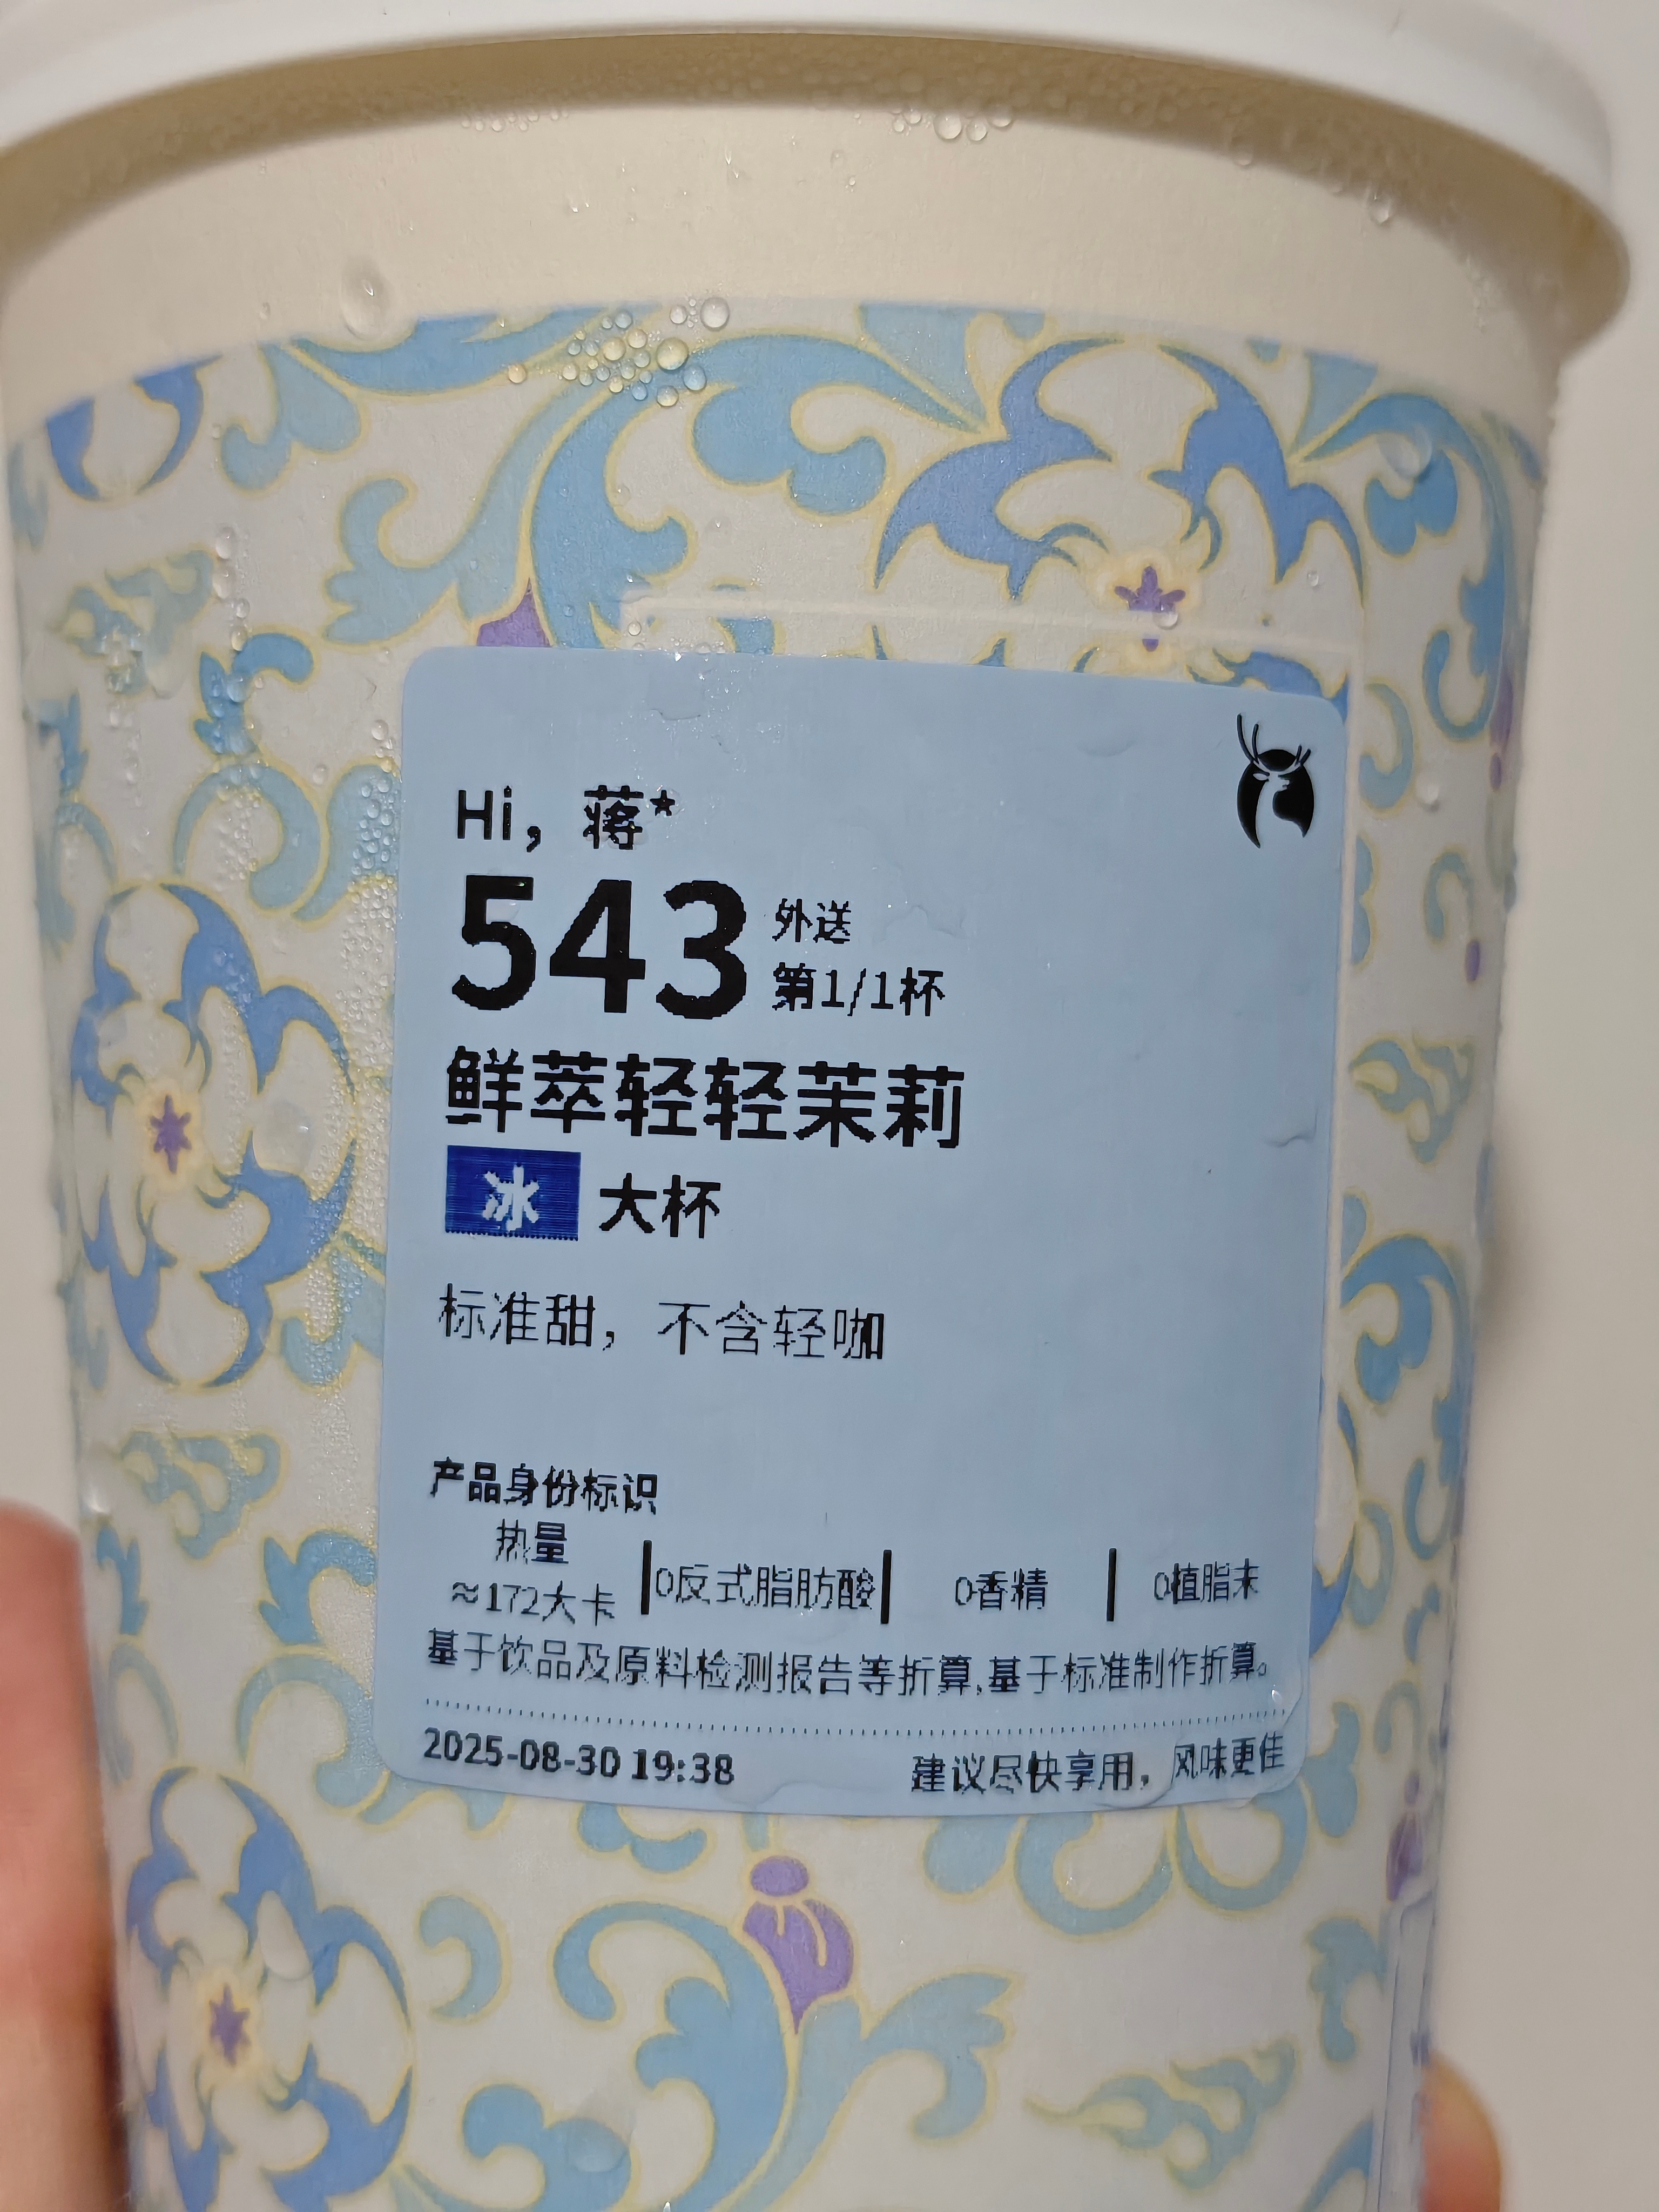 Hi，蒋*
543
外送
第1/1杯
鲜萃轻轻茉莉
冰 大杯
标准甜，不含轻咖
产品身份标识
热量
≈172大卡
0反式脂肪酸
0香精
0植脂末
基于饮品及原料检测报告等折算,基于标准制作折算。
2025-08-30 19:38 建议尽快享用，风味更佳